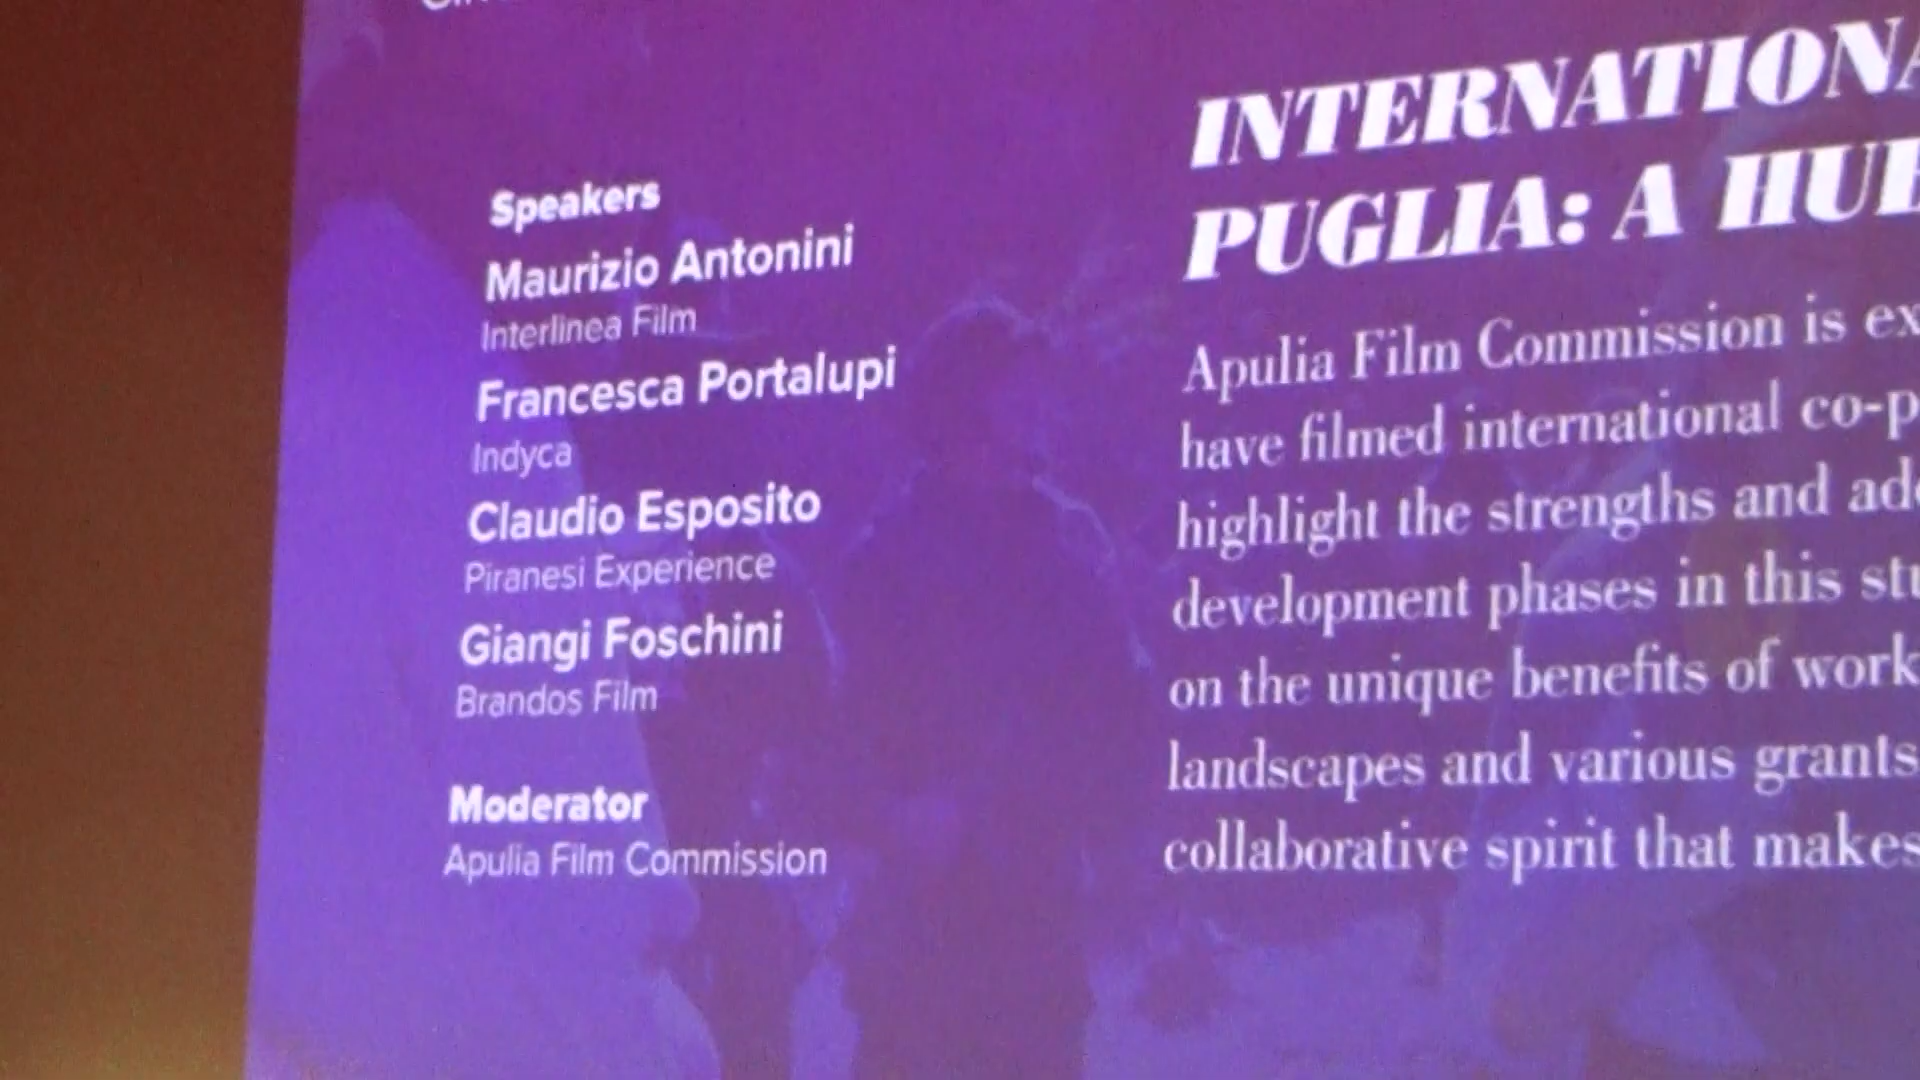 Speakers
Maurizio Antonini
Interlinea Film
Francesca Portalupi
Indyca
Claudio Esposito
Piranesi Experience
Giangi Foschini
Brandos Film
Moderator
Apulia Film Commission
INTERNATIONA
PUGLIA: A HUB
Apulia Film Commission is ex
have filmed international co-p
highlight the strengths and ad
development phases in this stu
on the unique benefits of work
landscapes and various grants
collaborative spirit that makes